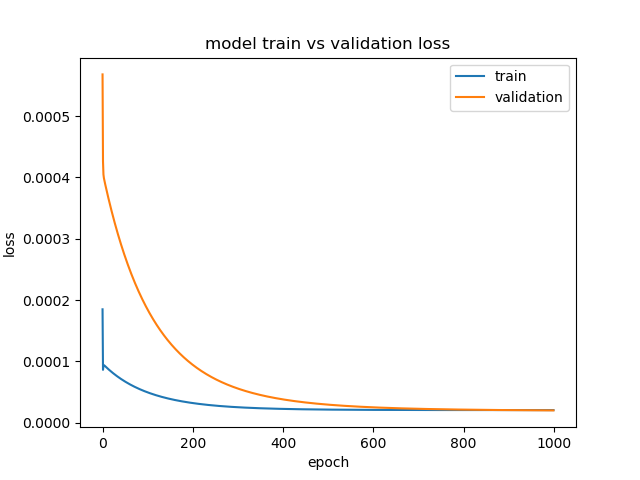 model train vs validation loss
train
validation
0.0005
0.0004
0.0003
0.0002
0.0001
0.0000
loss
0 200 400 600 800 1000
epoch